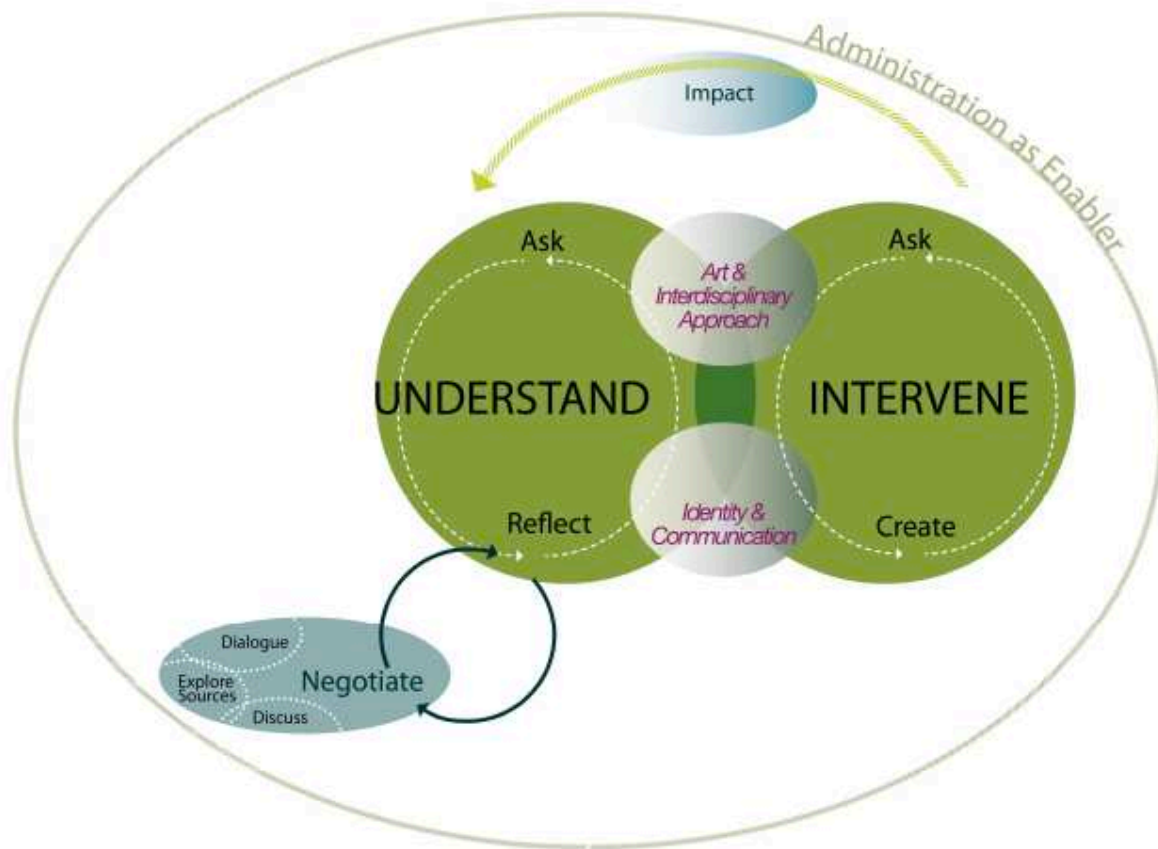 Administration as Enabler
Impact
Ask
Ask
Art &
Interdisciplinary
Approach
UNDERSTAND
INTERVENE
Reflect
Identity &
Communication
Create
Dialogue
Explore
Sources
Negotiate
Discuss